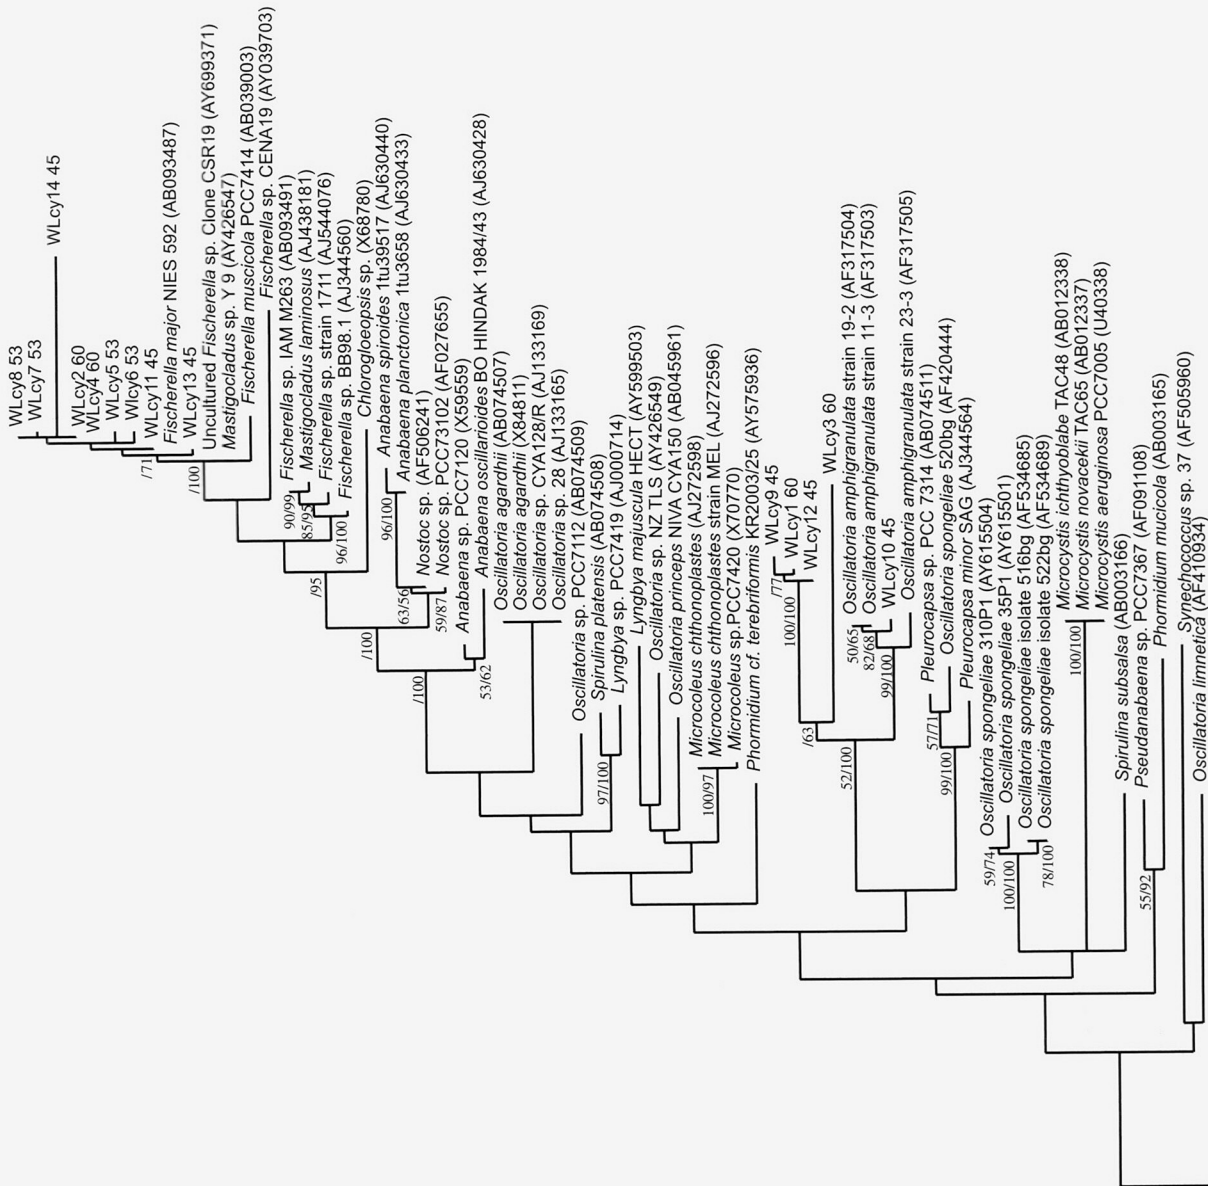 WLcy8 53
WLcy7 53
WLcy14 45
WLcy2 60
WLcy4 60
WLcy5 53
Wlcy6 53
WLcy11 45
/71
Fischerella major NIES 592 (AB093487)
WLcy13 45
/100
Uncultured Fischerella sp. Clone CSR19 (AY699371)
Mastigocladus sp. Y 9 (AY426547)
Fischerella muscicola PCC7414 (AB039003)
Fischerella sp. CENA19 (AY039703)
Fischerella sp. IAM M263 (AB093491)
90/99
Mastigocladus laminosus (AJ438181)
85/95
Fischerella strain 1711 (AJ544076)
Fischerella sp. BB98.1 (AJ344560)
96/100
Chlorogloeopsis sp. (X68780)
/95
Anabaena spiroides 1tu39517 (AJ630440)
96/100
Anabaena planctonica 1tu3658 (AJ630433)
63/56
Nostoc sp. (AF506241)
Nostoc sp. PCC73102 (AF027655)
59/87
/100
Anabaena sp. PCC7120 (X59559)
Anabaena oscillarioides BO HINDAK 1984/43 (AJ630428)
53/62
/100
Oscillatoria agardhii (AB074507)
Oscillatoria agardhii (X84811)
Oscillatoria sp. CYA128/R (AJ133169)
Oscillatoria sp. 28 (AJ133165)
Oscillatoria sp. PCC7112 (AB074509)
Spirulina platensis (AB074508)
Lyngbya sp. PCC7419 (AJ000714)
97/100
Lyngbya majuscula HECT (AY599503)
Oscillatoria sp. NZ TLS (AY426549)
Oscillatoria princeps NIVA CYA150 (AB045961)
Microcoleus chthonoplastes (AJ272598)
Microcoleus chthonoplastes strain MEL (AJ272596)
100/97
Microcoleus sp.PCC7420 (X70770)
Phormidium cf. terebriformis KR2003/25 (AY575936)
WLcy9 45
/77
WLcy1 60
100/100
WLcy12 45
WLcy3 60
/63
Oscillatoria amphigranulata strain 19-2 (AF317504)
50/65
Oscillatoria amphigranulata strain 11-3 (AF317503)
82/68
WLcy10 45
99/100
Oscillatoria amphigranulata strain 23-3 (AF317505)
52/100
Pleurocapsa sp. PCC 7314 (AB074511)
57/71
Oscillatoria spongeliae 520bg (AF420444)
Pleurocapsa minor SAG (AJ344564)
99/100
Oscillatoria spongeliae 310P1 (AY615504)
59/74
Oscillatoria spongeliae 35P1 (AY615501)
100/100
Oscillatoria spongeliae isolate 516bg (AF534685)
Oscillatoria spongeliae isolate 522bg (AF534689)
78/100
Microcystis ichthyoblabe TAC48 (AB012338)
Microcystis novacekii TAC65 (AB012337)
Microcystis aeruginosa PCC7005 (U40338)
100/100
Spirulina subsalsa (AB003166)
Pseudanabaena sp. PCC7367 (AF091108)
Phormidium mucicola (AB003165)
55/92
Synechococcus sp. 37 (AF505960)
Oscillatoria limnetica (AF410934)